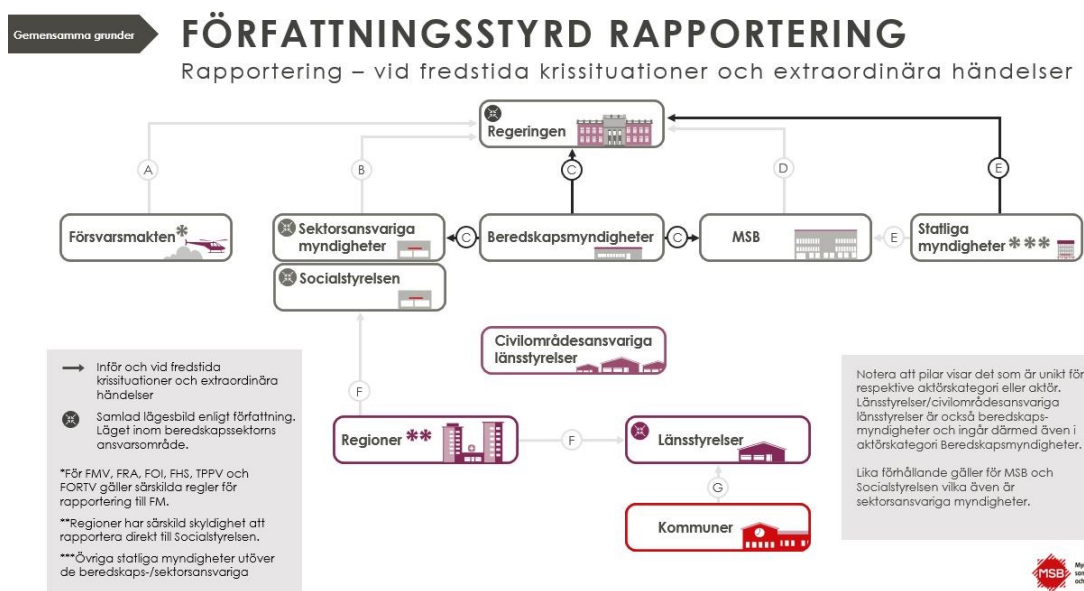 Gemensamma grunder
FÖRFATTNINGSSTYRD RAPPORTERING
Rapportering – vid fredstida krissituationer och extraordinära händelser
Regeringen
A
B
C
D
E
Försvarsmakten*
Sektorsansvariga
myndigheter
C
Beredskapsmyndigheter
C
MSB
E
Statliga
myndigheter ***
Socialstyrelsen
Civilområdesansvariga
länsstyrelser
F
Regioner **
F
Länsstyrelser
G
Kommuner
Inför och vid fredstida
krissituationer och extraordinära
händelser
Samlad lägesbild enligt författning.
Läget inom beredskapssektorns
ansvarsområde.
*För FMV, FRA, FOI, FHS, TPPV och
FORTV gäller särskilda regler för
rapportering till FM.
**Regioner har särskild skyldighet att
rapportera direkt till Socialstyrelsen.
***Övriga statliga myndigheter utöver
de beredskaps-/sektorsansvariga
Notera att pilar visar det som är unikt för
respektive aktörskategori eller aktör.
Länsstyrelser/civilområdesansvariga
länsstyrelser är också beredskaps-
myndigheter och ingår därmed även i
aktörskategori Beredskapsmyndigheter.
Lika förhållande gäller för MSB och
Socialstyrelsen vilka även är
sektorsansvariga myndigheter.
MSB